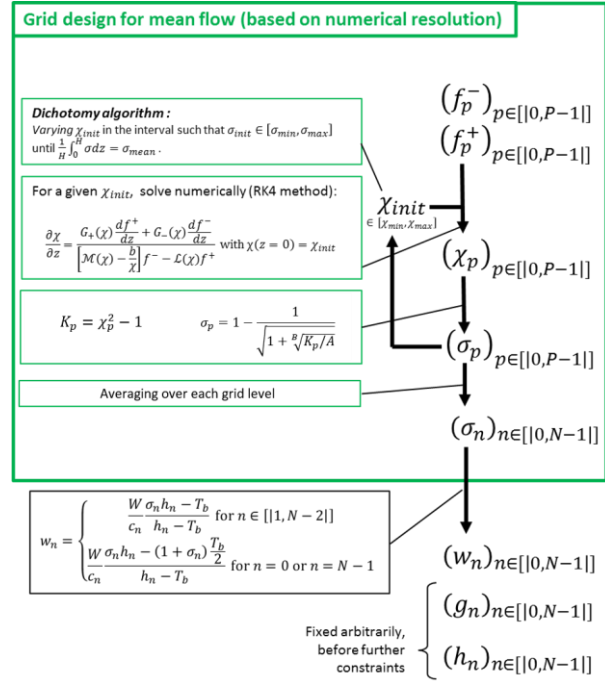 Grid design for mean flow (based on numerical resolution)
Dichotomy algorithm :
Varying χ_init in the interval such that σ_init ∈ [σ_min, σ_max]
until 1/H ∫_0^H σdz = σ_mean .
For a given χ_init, solve numerically (RK4 method):
∂χ/∂z = (G_+(χ) df^+/dz + G_−(χ) df^−/dz) / ([ℳ(χ) − b/χ] f^− − ℒ(χ)f^+) with χ(z = 0) = χ_init
K_p = χ_p^2 − 1 σ_p = 1 − 1/√(1 + ᴮ√(K_p/A))
Averaging over each grid level
(f_p^−)_{p∈[|0,P−1|]}
(f_p^+)_{p∈[|0,P−1|]}
χ_init
∈ [χ_min, χ_max]
(χ_p)_{p∈[|0,P−1|]}
(σ_p)_{p∈[|0,P−1|]}
(σ_n)_{n∈[|0,N−1|]}
w_n = { W/c_n (σ_n h_n − T_b)/(h_n − T_b) for n ∈ [|1, N − 2|]
W/c_n (σ_n h_n − (1 + σ_n) T_b/2)/(h_n − T_b) for n = 0 or n = N − 1
(w_n)_{n∈[|0,N−1|]}
Fixed arbitrarily,
before further
constraints
(g_n)_{n∈[|0,N−1|]}
(h_n)_{n∈[|0,N−1|]}